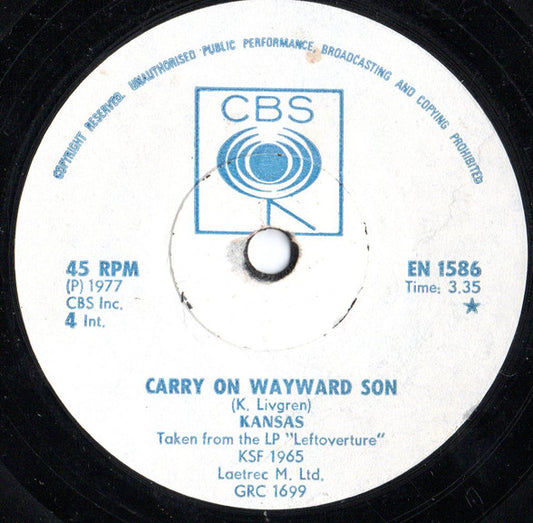 COPYRIGHT RESERVED. UNAUTHORISED PUBLIC PERFORMANCE, BROADCASTING AND COPYING PROHIBITED
CBS
45 RPM
(P) 1977
CBS Inc.
4 Int.
EN 1586
Time: 3.35
★
CARRY ON WAYWARD SON
(K. Livgren)
KANSAS
Taken from the LP "Leftoverture"
KSF 1965
Laetrec M. Ltd.
GRC 1699